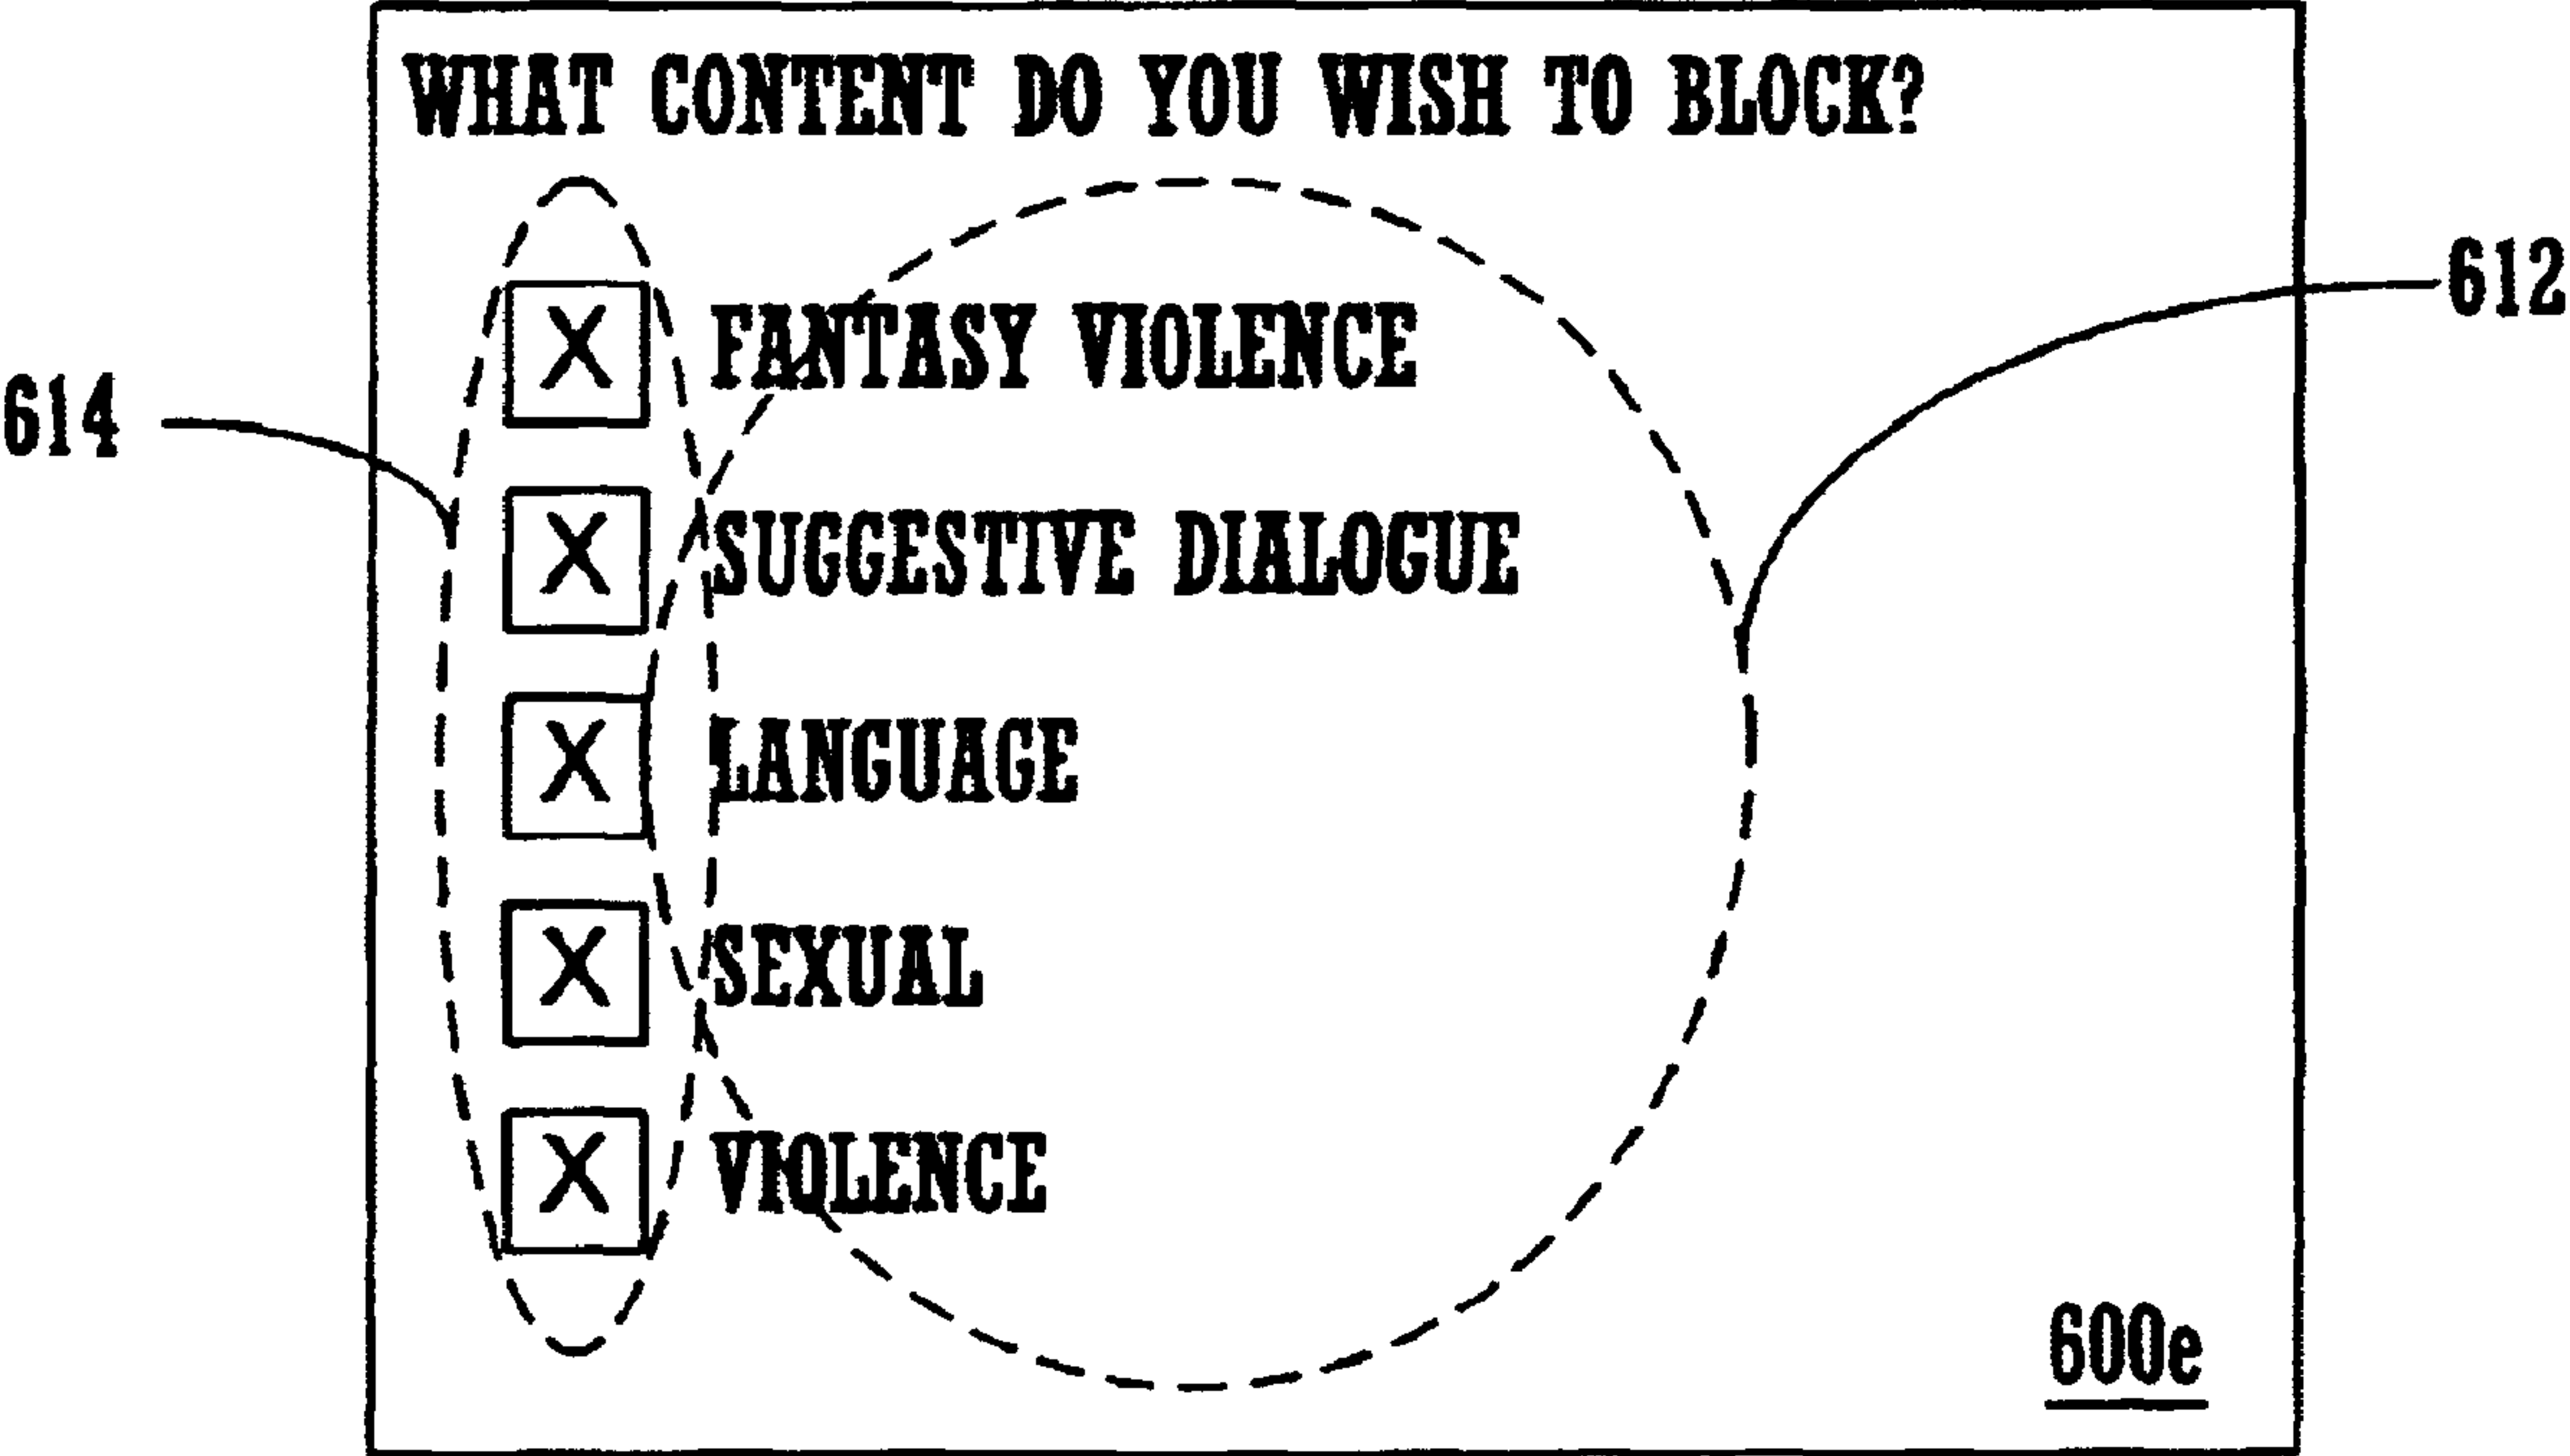 WHAT CONTENT DO YOU WISH TO BLOCK?
612
X FANTASY VIOLENCE
614
X SUGGESTIVE DIALOGUE
X LANGUAGE
X SEXUAL
X VIOLENCE
600e